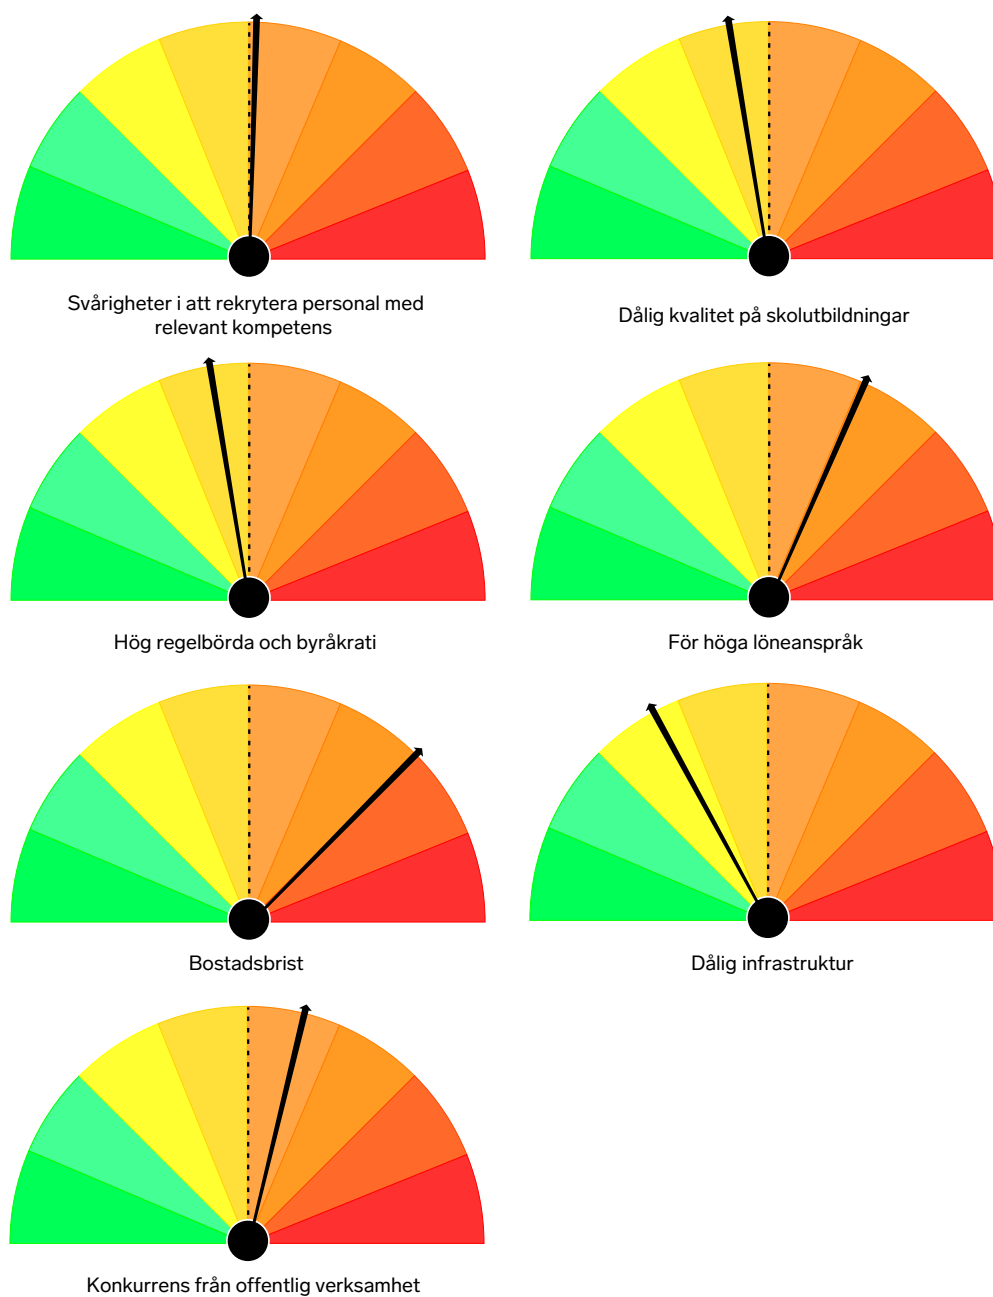 Svårigheter i att rekrytera personal med
relevant kompetens
Dålig kvalitet på skolutbildningar
Hög regelbörda och byråkrati
För höga löneanspråk
Bostadsbrist
Dålig infrastruktur
Konkurrens från offentlig verksamhet